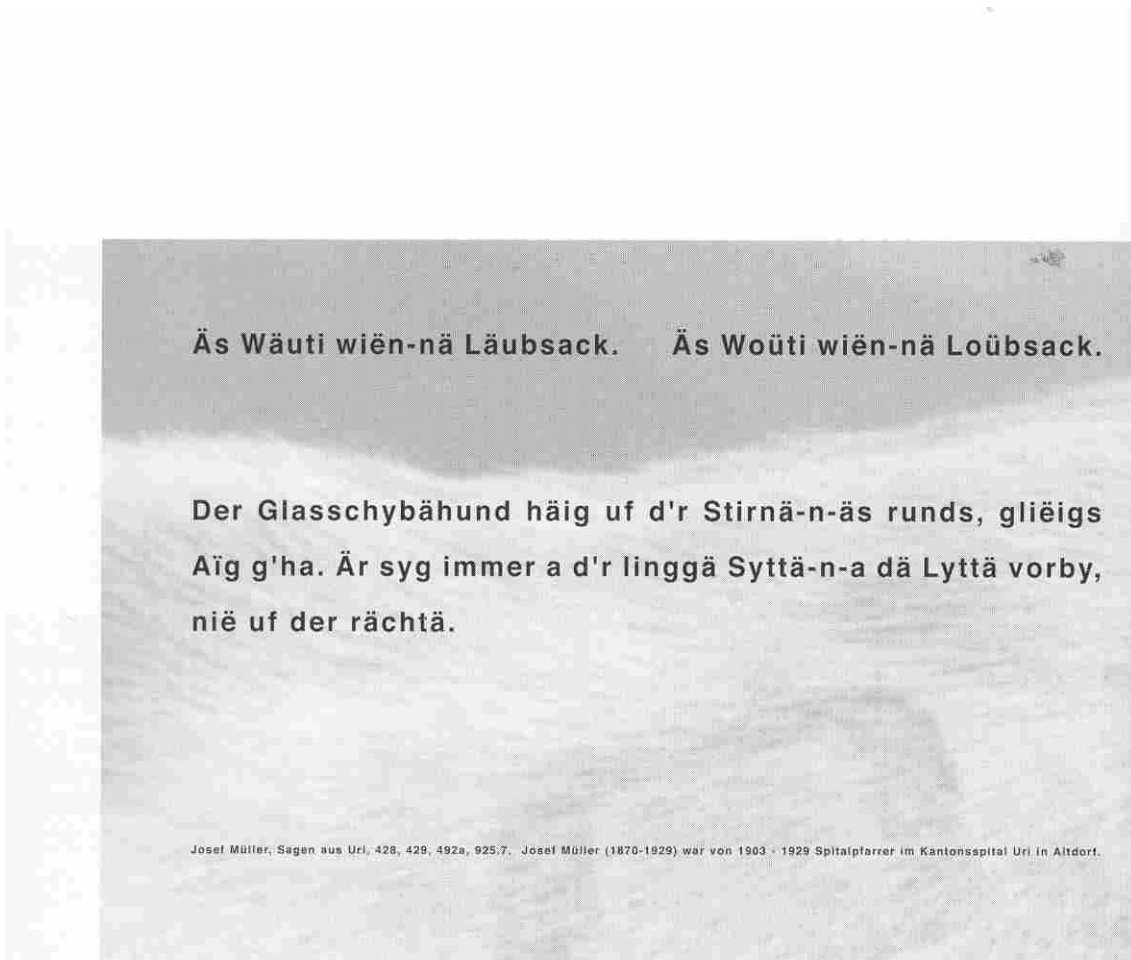 Äs Wäuti wiën-nä Läubsack. Äs Woüti wiën-nä Loübsack.
Der Glasschybähund häig uf d'r Stirnä-n-äs runds, gliëigs
Aïg g'ha. Är syg immer a d'r linggä Syttä-n-a dä Lyttä vorby,
nië uf der rächtä.
Josef Müller, Sagen aus Uri, 428, 429, 492a, 925.7. Josef Müller (1870-1929) war von 1903 - 1929 Spitalpfarrer im Kantonsspital Uri in Altdorf.